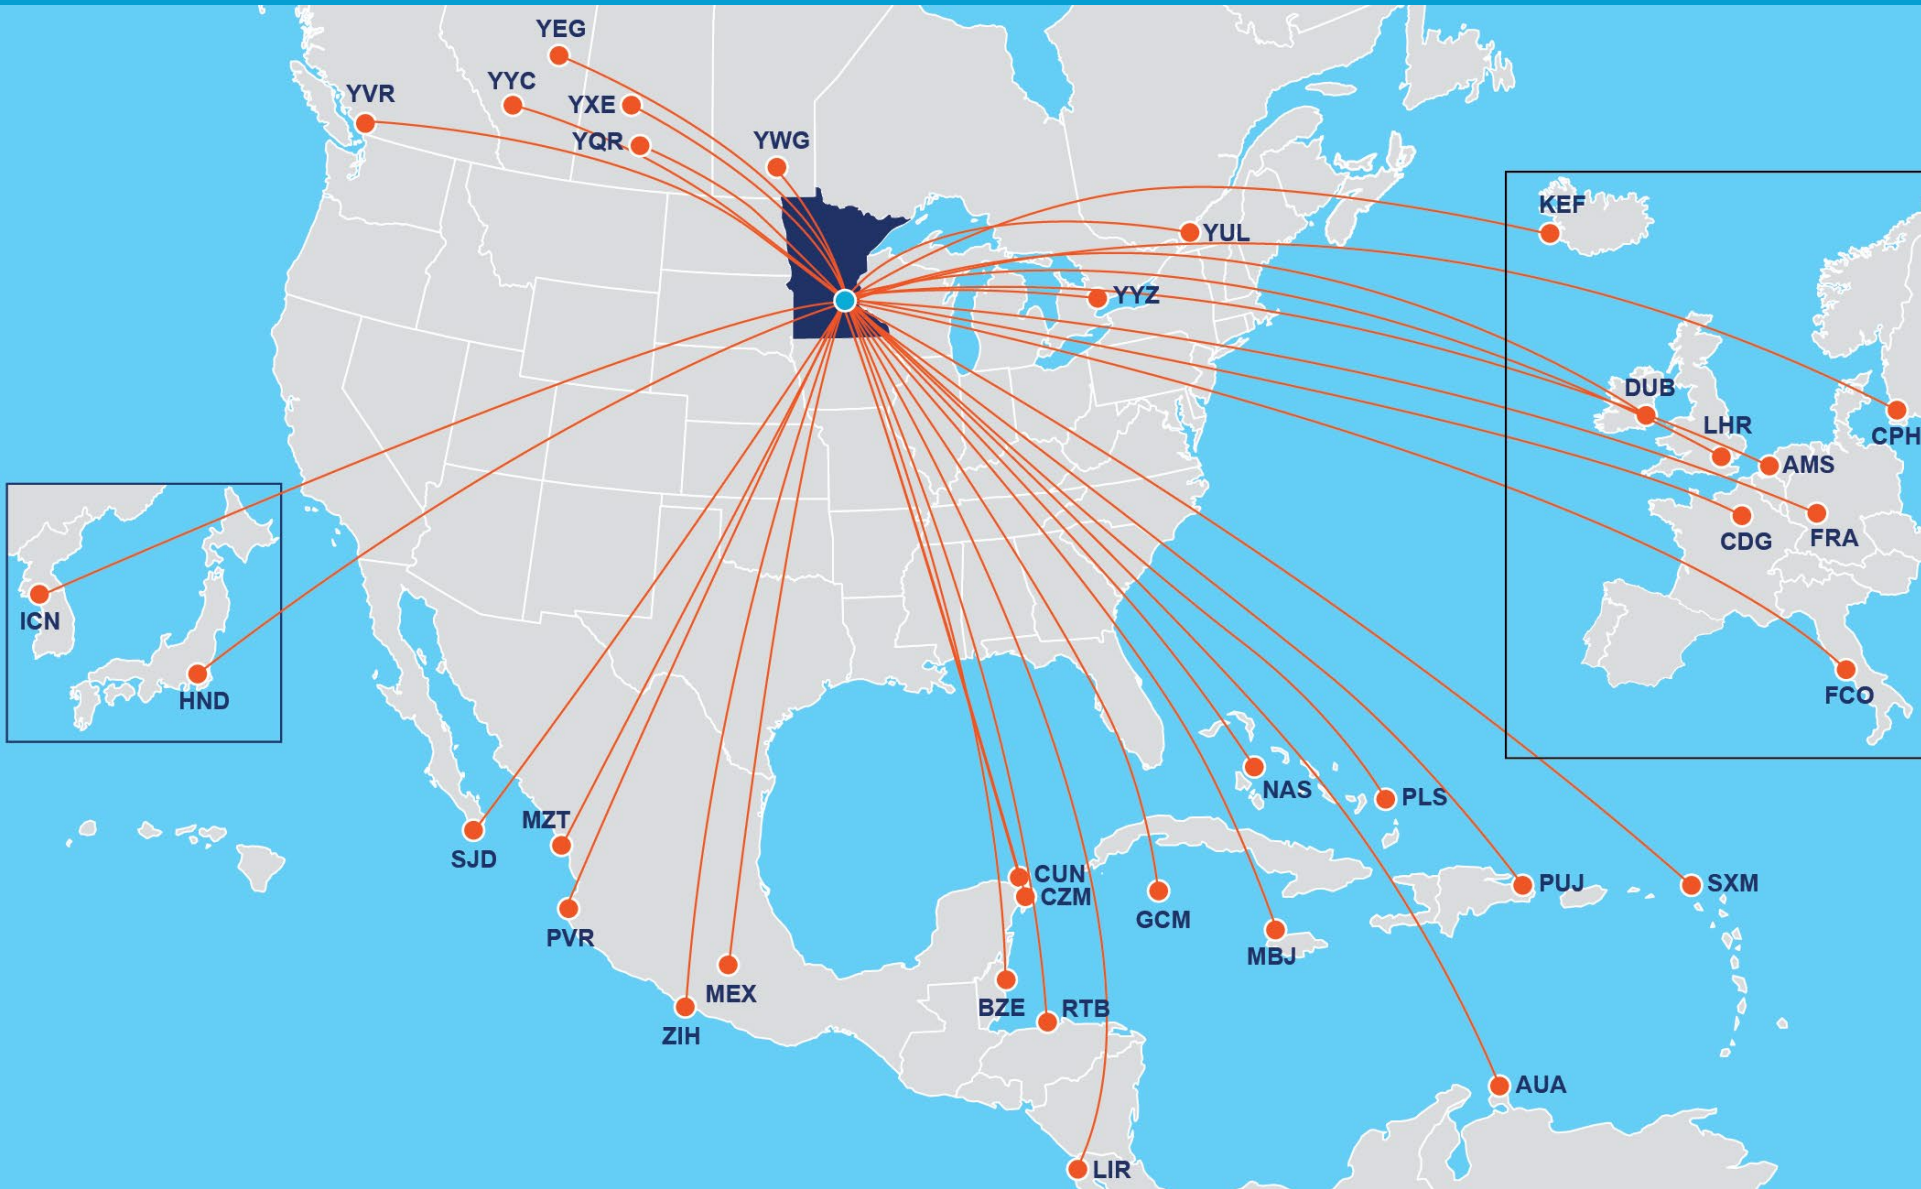 YEG
YYC
YVR
YXE
YQR
YWG
KEF
YUL
YYZ
DUB
LHR
CPH
AMS
CDG
FRA
ICN
HND
FCO
NAS
PLS
MZT
SJD
CUN
CZM
PUJ
SXM
GCM
PVR
MBJ
MEX
BZE
RTB
ZIH
AUA
LIR